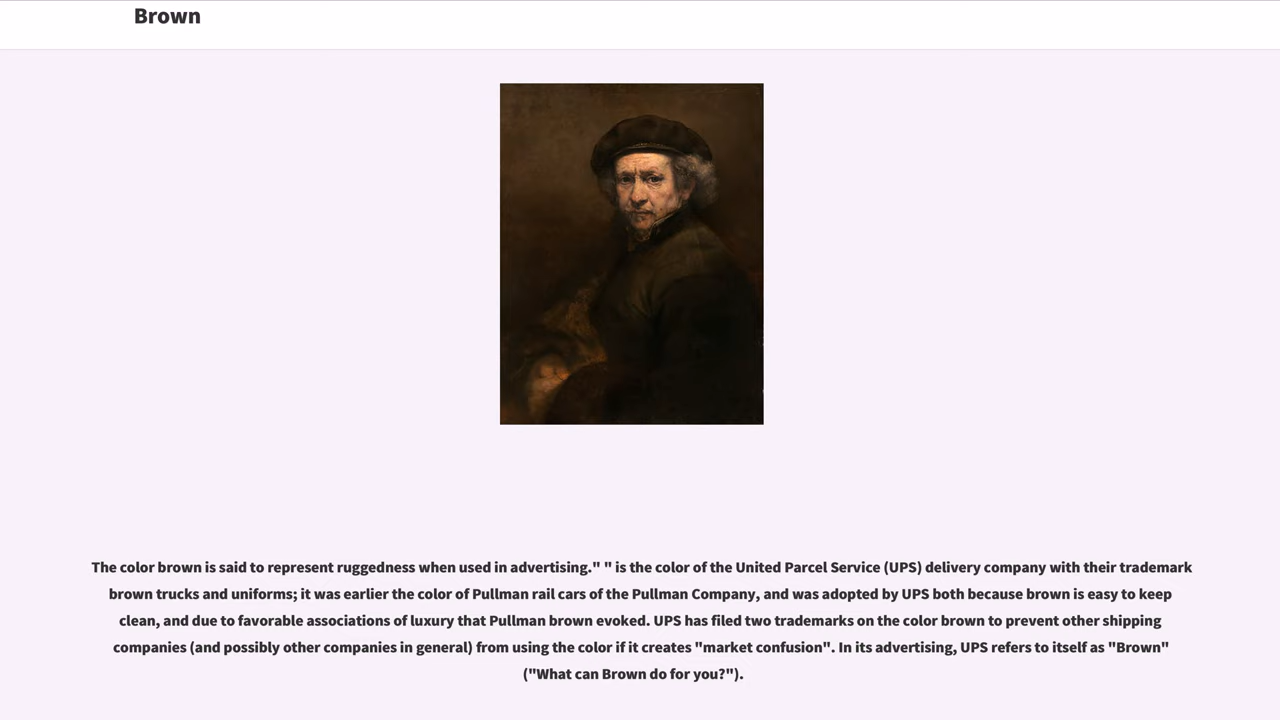 Brown
The color brown is said to represent ruggedness when used in advertising." " is the color of the United Parcel Service (UPS) delivery company with their trademark
brown trucks and uniforms; it was earlier the color of Pullman rail cars of the Pullman Company, and was adopted by UPS both because brown is easy to keep
clean, and due to favorable associations of luxury that Pullman brown evoked. UPS has filed two trademarks on the color brown to prevent other shipping
companies (and possibly other companies in general) from using the color if it creates "market confusion". In its advertising, UPS refers to itself as "Brown"
("What can Brown do for you?").